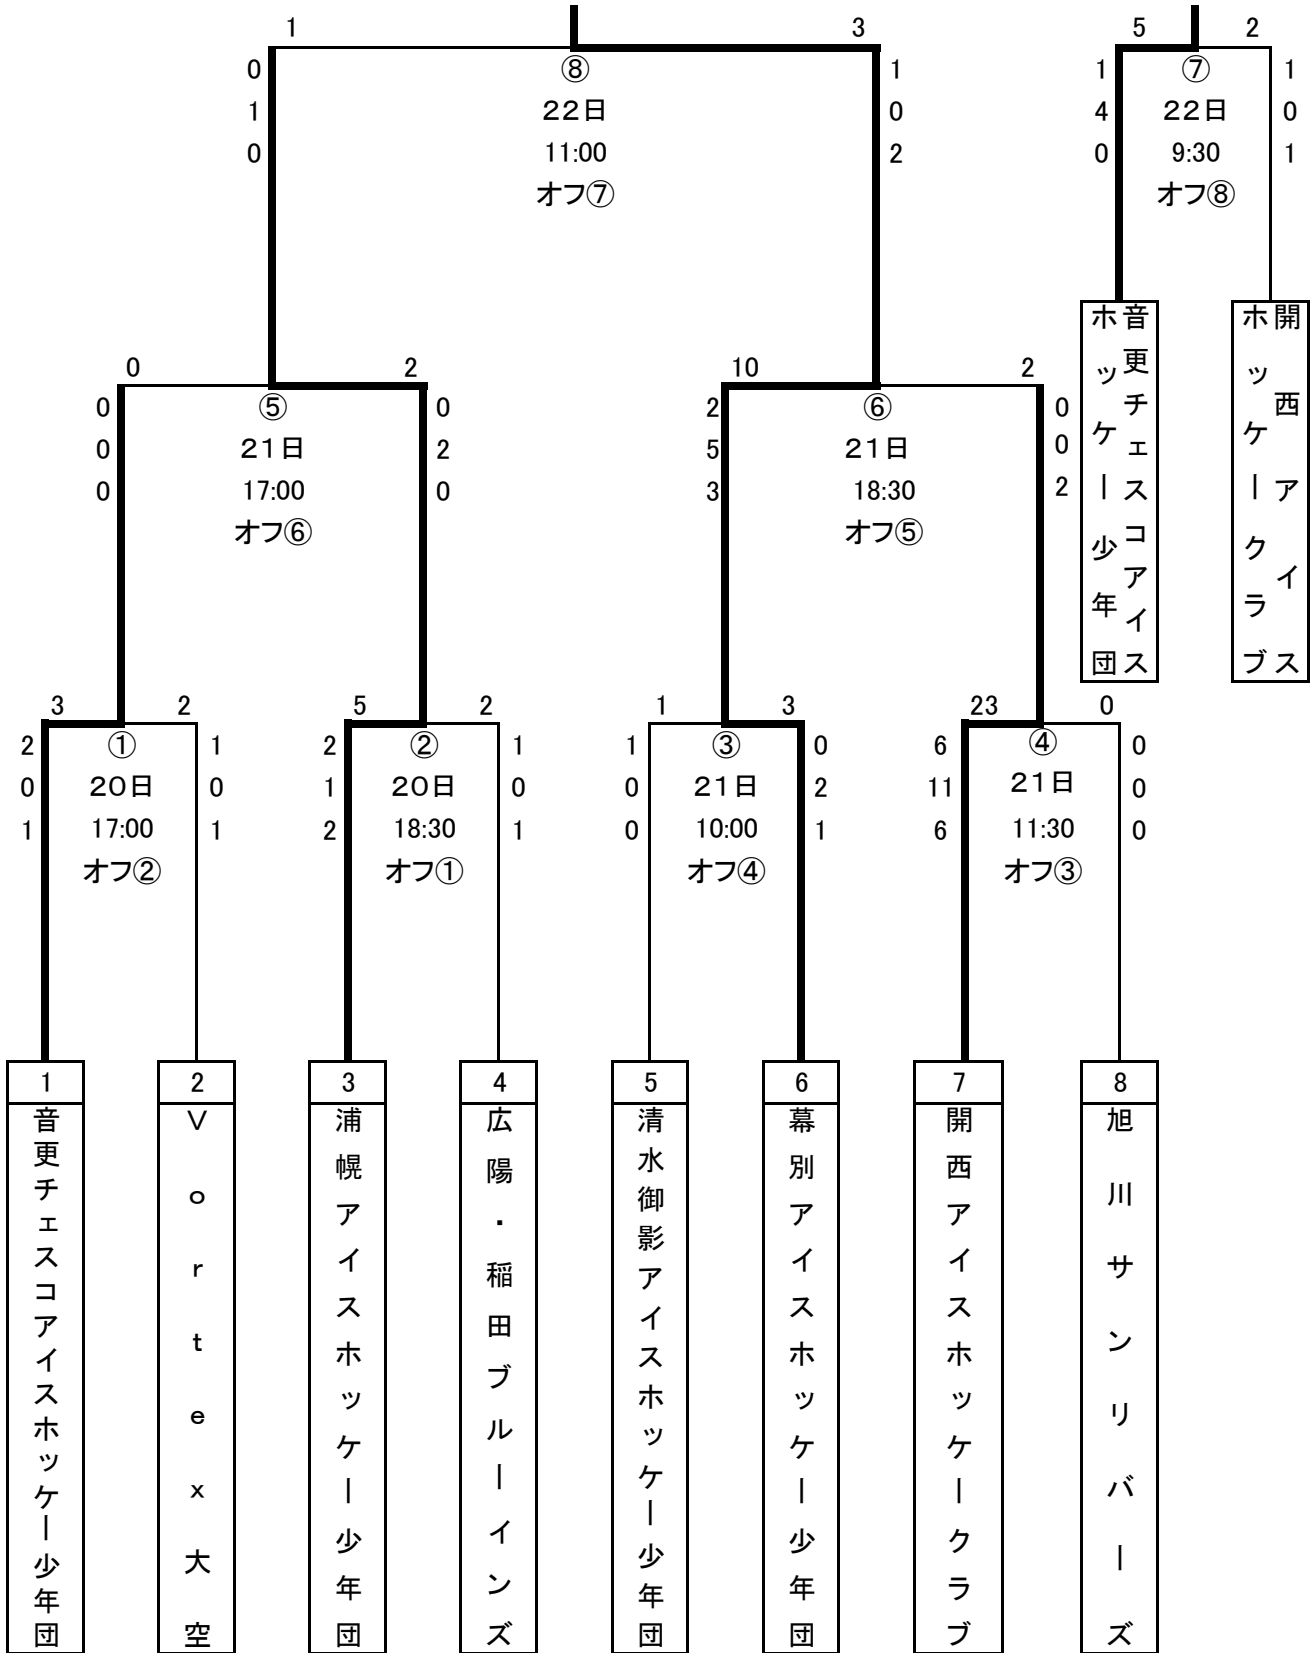 1 3 5 2
0 ⑧ 1 1 ⑦ 1
1 22日 0 4 22日 0
0 11:00 2 0 9:30 1
オフ⑦ オフ⑧
音更チェスコアイスホッケー少年団
開西アイスホッケークラブ
0 2 10 2
0 ⑤ 0 2 ⑥ 0
0 21日 2 5 21日 0
0 17:00 0 3 18:30 2
オフ⑥ オフ⑤
3 2 5 2 1 3 23 0
2 ① 1 2 ② 1 1 ③ 0 6 ④ 0
0 20日 0 1 20日 0 0 21日 2 11 21日 0
1 17:00 1 2 18:30 1 0 10:00 1 6 11:30 0
オフ② オフ① オフ④ オフ③
1 2 3 4 5 6 7 8
音更チェスコアイスホッケー少年団
Vortex大空
浦幌アイスホッケー少年団
広陽・稲田ブルーインズ
清水御影アイスホッケー少年団
幕別アイスホッケー少年団
開西アイスホッケークラブ
旭川サンリバーズ